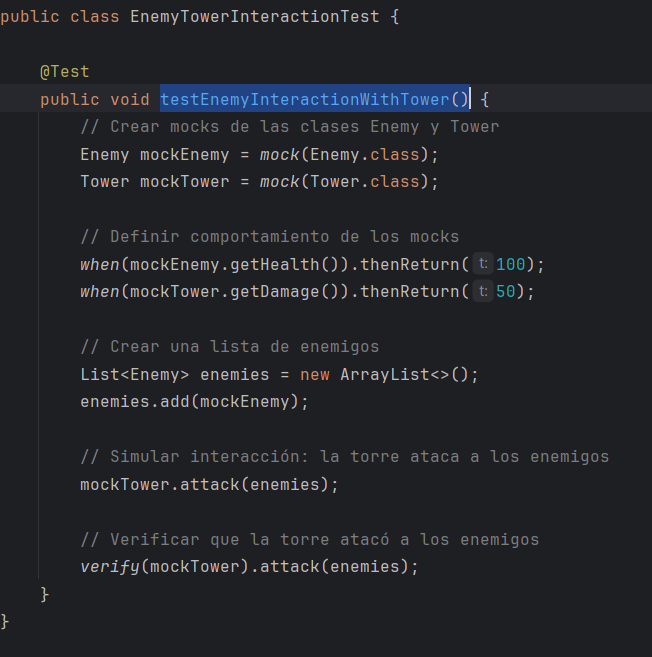 public class EnemyTowerInteractionTest {
@Test
public void testEnemyInteractionWithTower() {
// Crear mocks de las clases Enemy y Tower
Enemy mockEnemy = mock(Enemy.class);
Tower mockTower = mock(Tower.class);
// Definir comportamiento de los mocks
when(mockEnemy.getHealth()).thenReturn( t: 100);
when(mockTower.getDamage()).thenReturn( t: 50);
// Crear una lista de enemigos
List<Enemy> enemies = new ArrayList<>();
enemies.add(mockEnemy);
// Simular interacción: la torre ataca a los enemigos
mockTower.attack(enemies);
// Verificar que la torre atacó a los enemigos
verify(mockTower).attack(enemies);
}
}